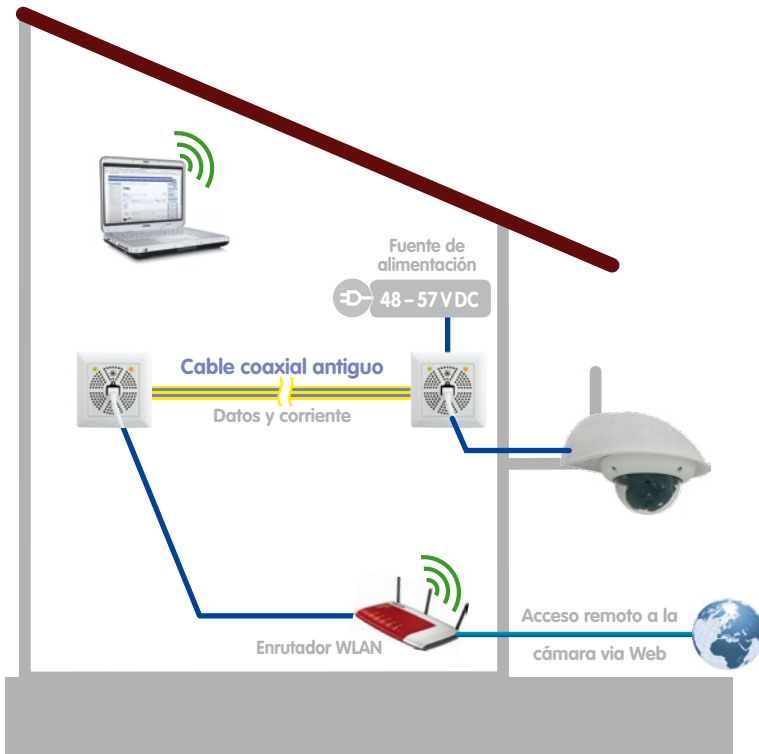 Fuente de
alimentación
48 – 57 V DC
Cable coaxial antiguo
Datos y corriente
Enrutador WLAN
Acceso remoto a la
cámara via Web